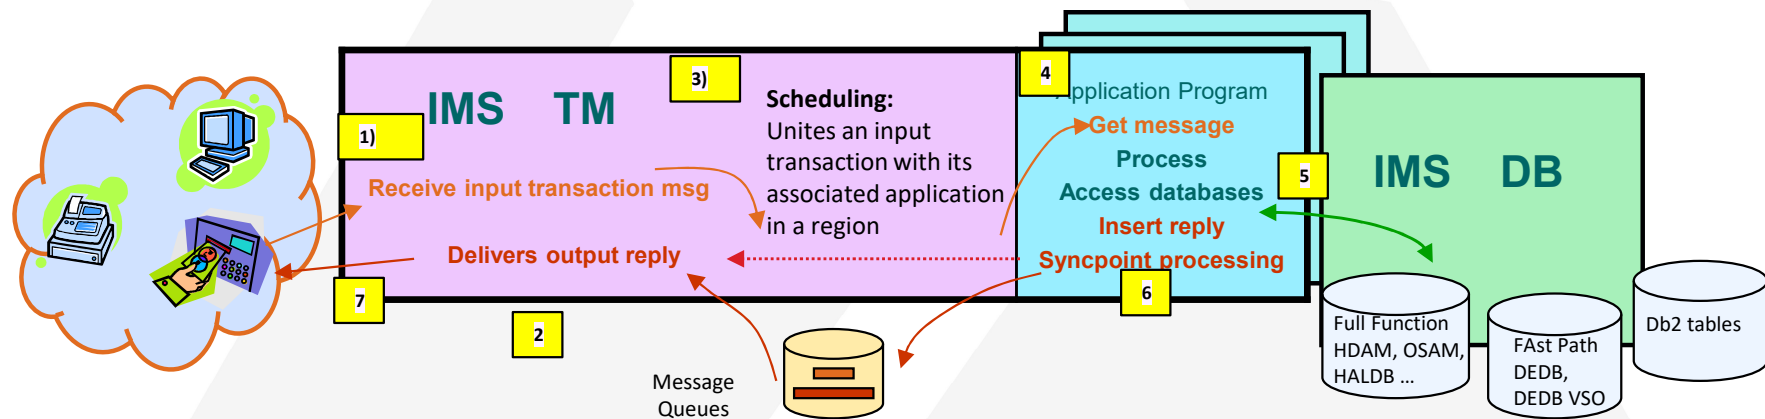 3)
4
IMS TM
Scheduling:
Unites an input
transaction with its
associated application
in a region
1)
Receive input transaction msg
Delivers output reply
7
2
Application Program
Get message
Process
Access databases
Insert reply
Syncpoint processing
6
5
IMS DB
Message
Queues
Full Function
HDAM, OSAM,
HALDB ...
FAst Path
DEDB,
DEDB VSO
Db2 tables